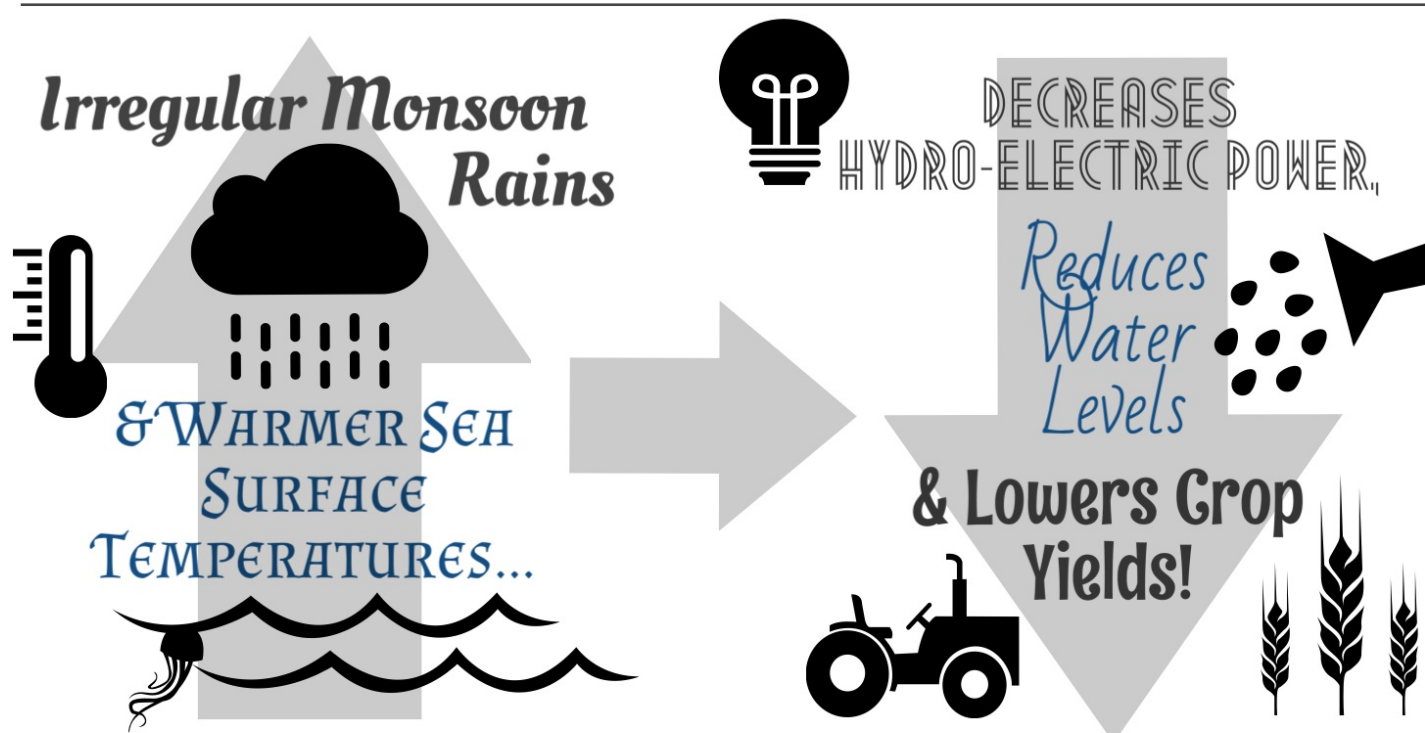 Irregular Monsoon
Rains
& Warmer Sea
Surface
Temperatures...
DECREASES
HYDRO-ELECTRIC POWER,
Reduces
Water
Levels
& Lowers Crop
Yields!